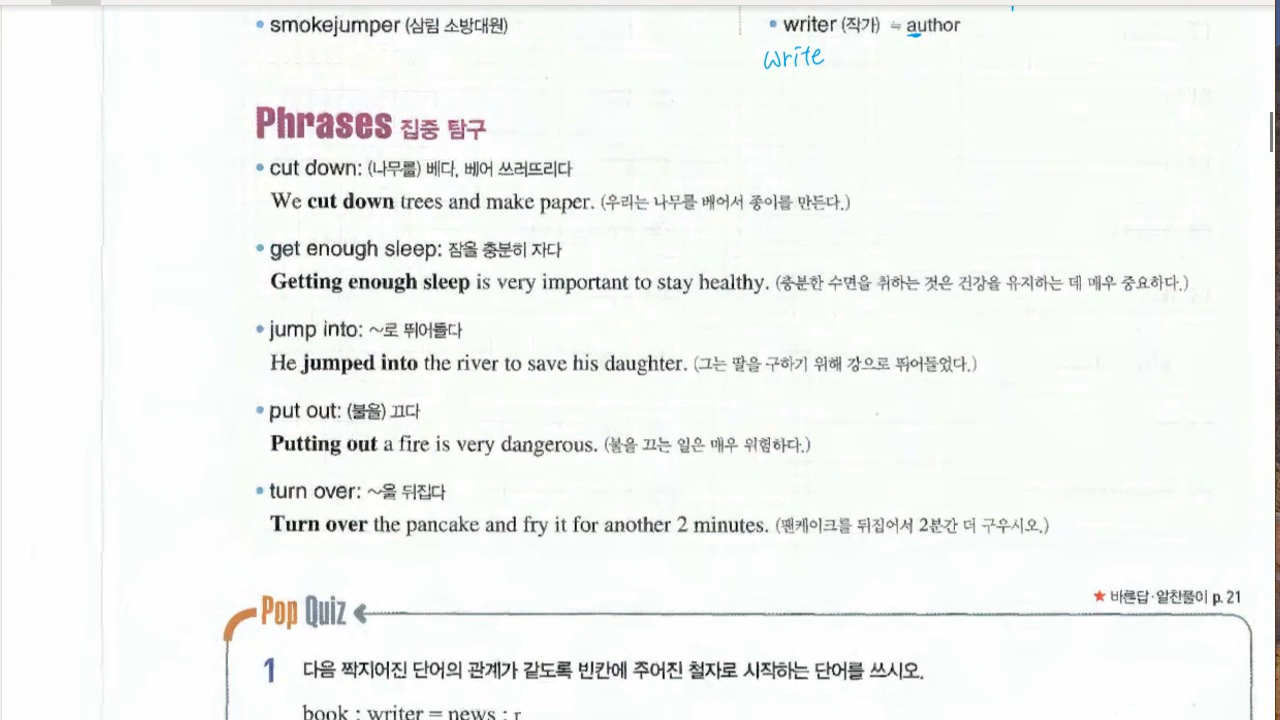 • smokejumper (삼림 소방대원)
• writer (작가) ≒ author
write
Phrases 집중 탐구
• cut down: (나무를) 베다, 베어 쓰러뜨리다
We cut down trees and make paper. (우리는 나무를 베어서 종이를 만든다.)
• get enough sleep: 잠을 충분히 자다
Getting enough sleep is very important to stay healthy. (충분한 수면을 취하는 것은 건강을 유지하는 데 매우 중요하다.)
• jump into: ~로 뛰어들다
He jumped into the river to save his daughter. (그는 딸을 구하기 위해 강으로 뛰어들었다.)
• put out: (불을) 끄다
Putting out a fire is very dangerous. (불을 끄는 일은 매우 위험하다.)
• turn over: ~을 뒤집다
Turn over the pancake and fry it for another 2 minutes. (팬케이크를 뒤집어서 2분간 더 구우시오.)
★ 바른답·알찬풀이 p. 21
Pop Quiz
1 다음 짝지어진 단어의 관계가 같도록 빈칸에 주어진 철자로 시작하는 단어를 쓰시오.
book : writer = news : r